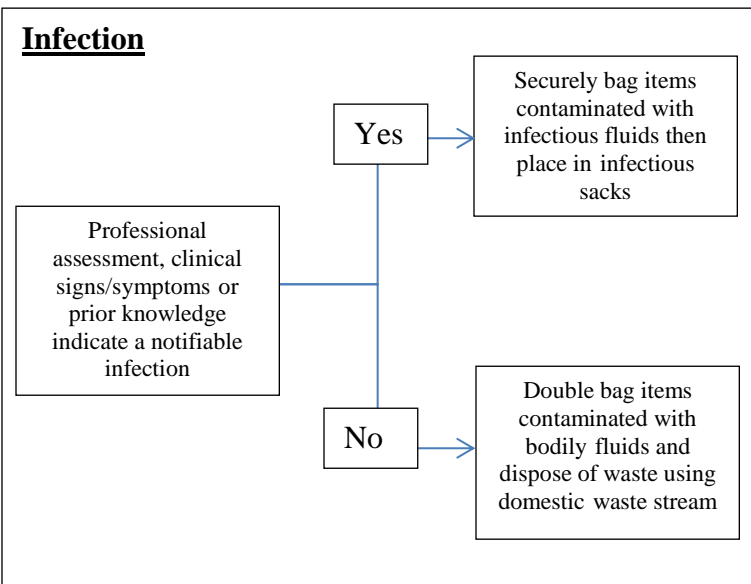 Infection
Yes
Securely bag items
contaminated with
infectious fluids then
place in infectious
sacks
Professional
assessment, clinical
signs/symptoms or
prior knowledge
indicate a notifiable
infection
No
Double bag items
contaminated with
bodily fluids and
dispose of waste using
domestic waste stream